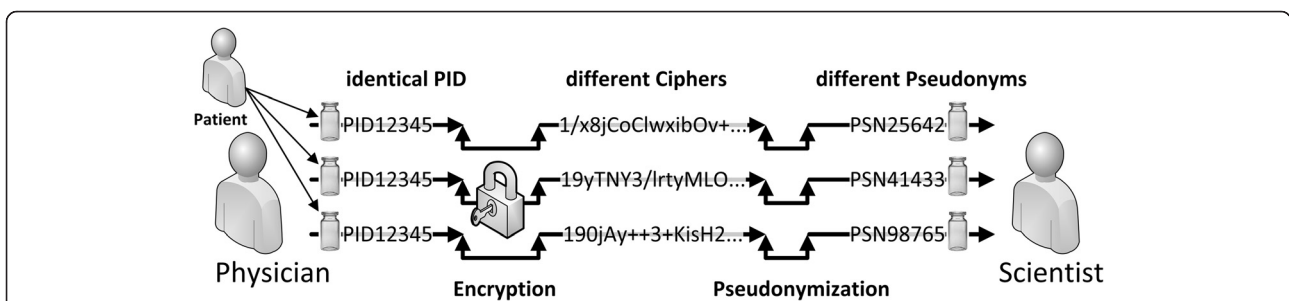 identical PID different Ciphers different Pseudonyms
Patient
PID12345 1/x8jCoClwxibOv+... PSN25642
PID12345 19yTNY3/lrtyMLO... PSN41433
PID12345 190jAy++3+KisH2... PSN98765
Physician Scientist
Encryption Pseudonymization